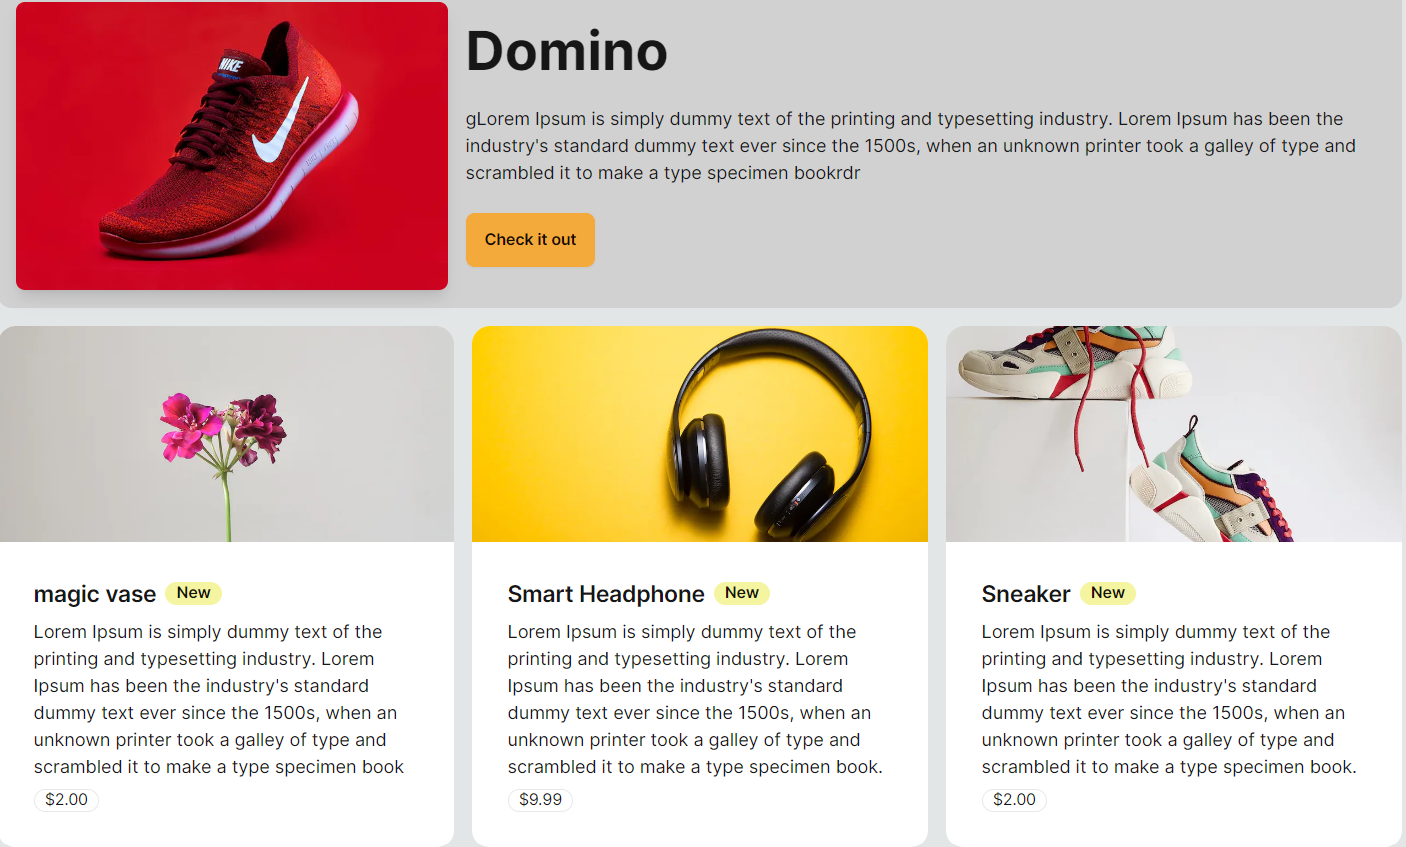 NIKE
Domino
gLorem Ipsum is simply dummy text of the printing and typesetting industry. Lorem Ipsum has been the
industry's standard dummy text ever since the 1500s, when an unknown printer took a galley of type and
scrambled it to make a type specimen bookrdr
Check it out
magic vase New
Lorem Ipsum is simply dummy text of the
printing and typesetting industry. Lorem
Ipsum has been the industry's standard
dummy text ever since the 1500s, when an
unknown printer took a galley of type and
scrambled it to make a type specimen book
$2.00
Smart Headphone New
Lorem Ipsum is simply dummy text of the
printing and typesetting industry. Lorem
Ipsum has been the industry's standard
dummy text ever since the 1500s, when an
unknown printer took a galley of type and
scrambled it to make a type specimen book.
$9.99
Sneaker New
Lorem Ipsum is simply dummy text of the
printing and typesetting industry. Lorem
Ipsum has been the industry's standard
dummy text ever since the 1500s, when an
unknown printer took a galley of type and
scrambled it to make a type specimen book.
$2.00